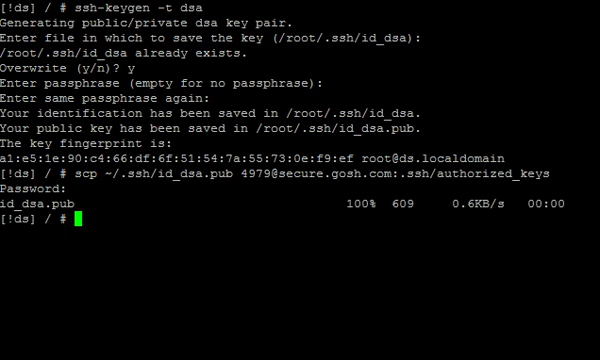 [!ds] / # ssh-keygen -t dsa
Generating public/private dsa key pair.
Enter file in which to save the key (/root/.ssh/id_dsa):
/root/.ssh/id_dsa already exists.
Overwrite (y/n)? y
Enter passphrase (empty for no passphrase):
Enter same passphrase again:
Your identification has been saved in /root/.ssh/id_dsa.
Your public key has been saved in /root/.ssh/id_dsa.pub.
The key fingerprint is:
a1:e5:1e:90:c4:66:df:6f:51:54:7a:55:73:0e:f9:ef root@ds.localdomain
[!ds] / # scp ~/.ssh/id_dsa.pub 4979@secure.gosh.com:.ssh/authorized_keys
Password:
id_dsa.pub 100% 609 0.6KB/s 00:00
[!ds] / #